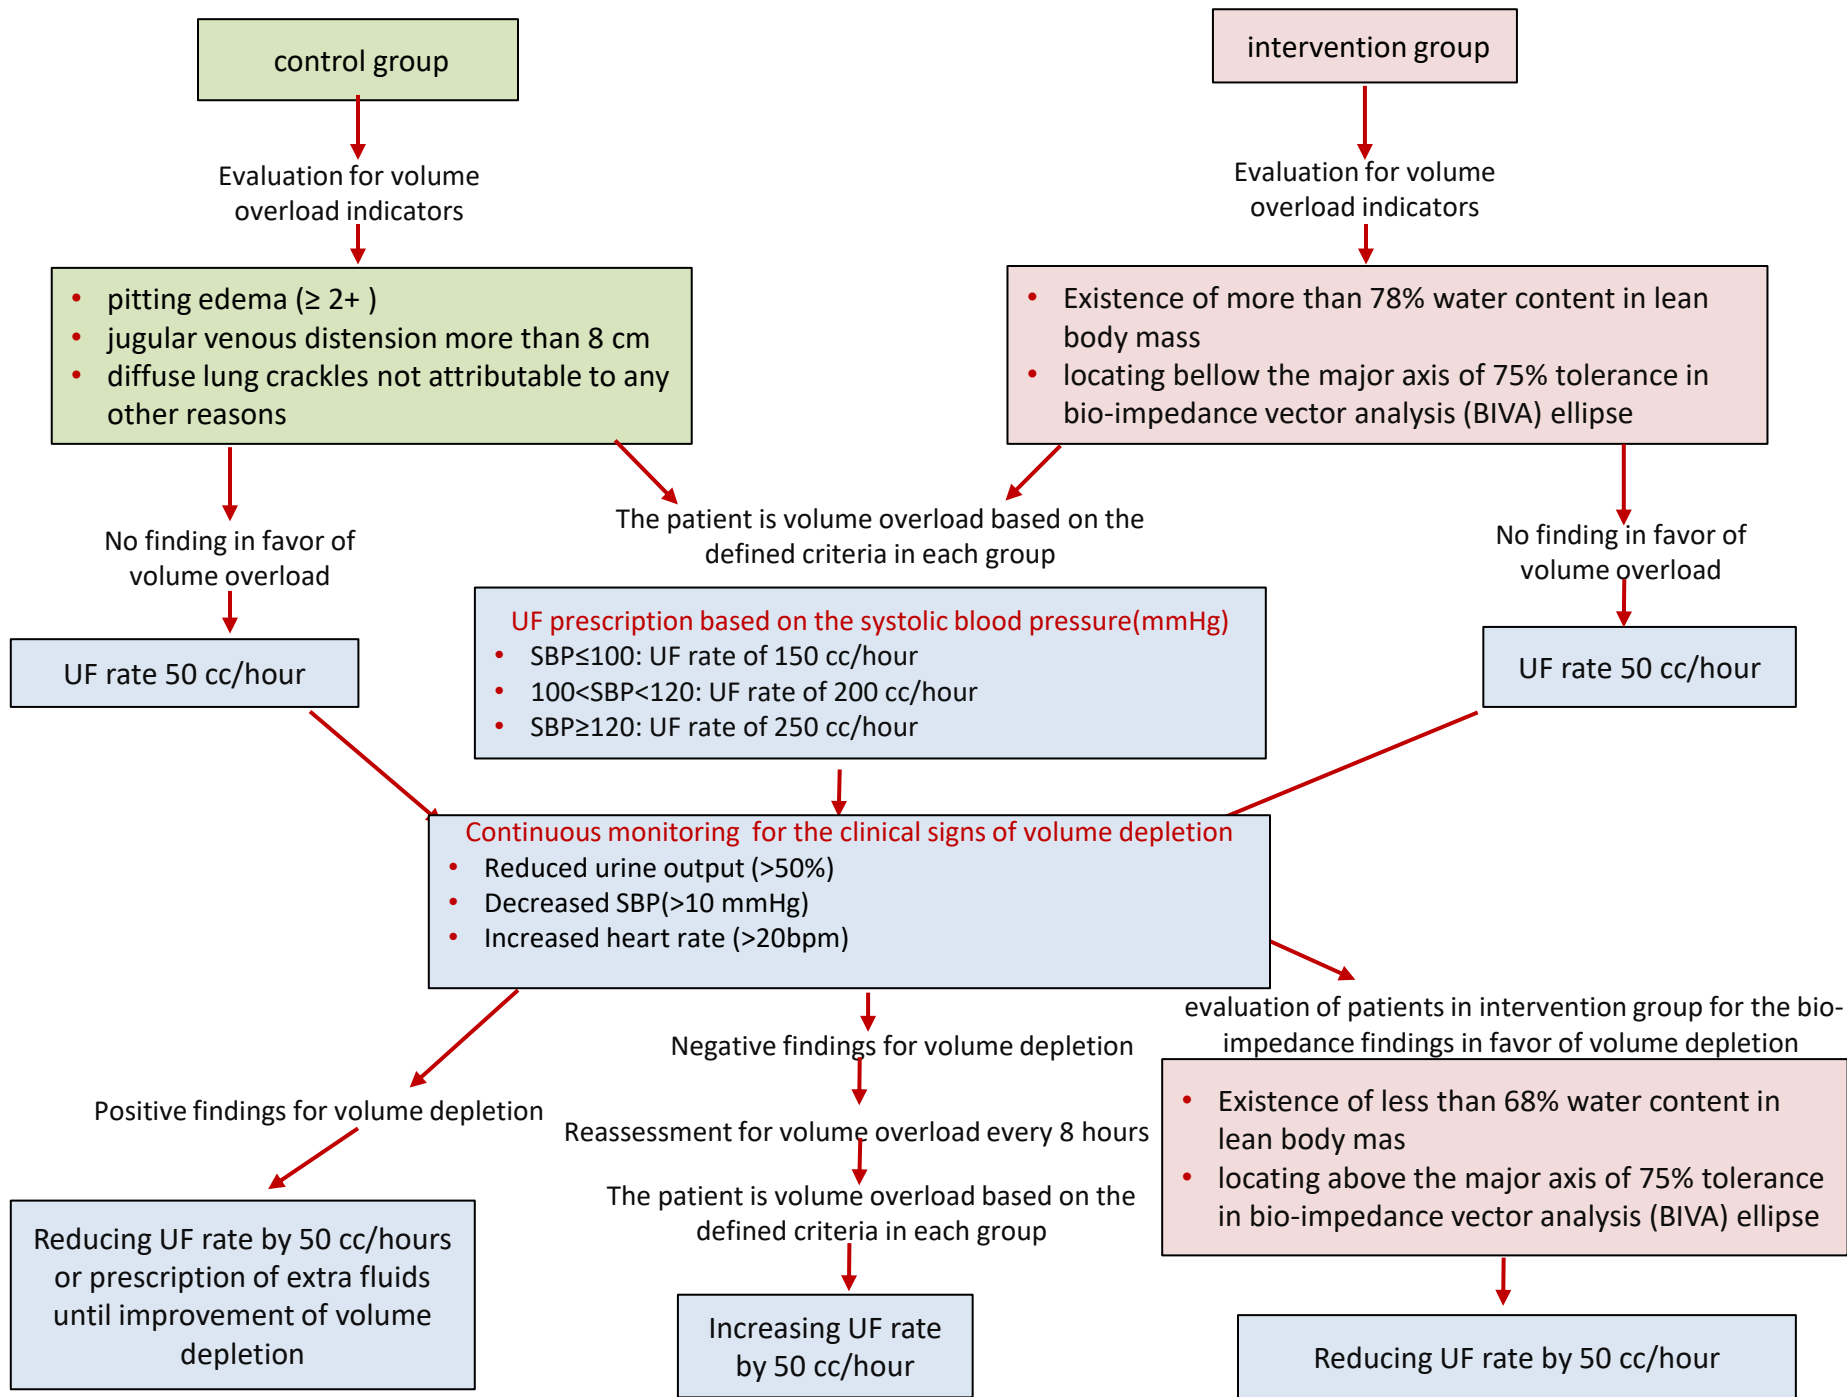 control group
intervention group
Evaluation for volume
overload indicators
Evaluation for volume
overload indicators
• pitting edema (≥ 2+ )
• jugular venous distension more than 8 cm
• diffuse lung crackles not attributable to any
other reasons
• Existence of more than 78% water content in lean
body mass
• locating bellow the major axis of 75% tolerance in
bio-impedance vector analysis (BIVA) ellipse
No finding in favor of
volume overload
The patient is volume overload based on the
defined criteria in each group
No finding in favor of
volume overload
UF rate 50 cc/hour
UF prescription based on the systolic blood pressure(mmHg)
• SBP≤100: UF rate of 150 cc/hour
• 100<SBP<120: UF rate of 200 cc/hour
• SBP≥120: UF rate of 250 cc/hour
UF rate 50 cc/hour
Continuous monitoring for the clinical signs of volume depletion
• Reduced urine output (>50%)
• Decreased SBP(>10 mmHg)
• Increased heart rate (>20bpm)
Positive findings for volume depletion
Negative findings for volume depletion
Reassessment for volume overload every 8 hours
The patient is volume overload based on the
defined criteria in each group
evaluation of patients in intervention group for the bio-
impedance findings in favor of volume depletion
• Existence of less than 68% water content in
lean body mas
• locating above the major axis of 75% tolerance
in bio-impedance vector analysis (BIVA) ellipse
Reducing UF rate by 50 cc/hours
or prescription of extra fluids
until improvement of volume
depletion
Increasing UF rate
by 50 cc/hour
Reducing UF rate by 50 cc/hour